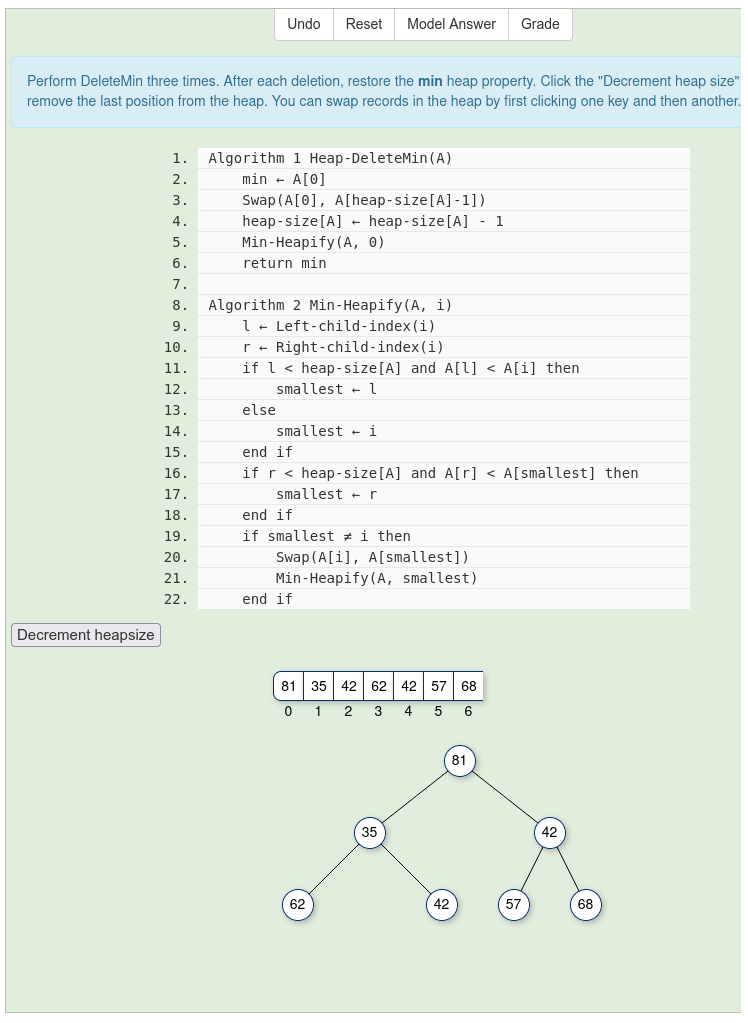 Undo Reset Model Answer Grade
Perform DeleteMin three times. After each deletion, restore the min heap property. Click the "Decrement heap size"
remove the last position from the heap. You can swap records in the heap by first clicking one key and then another.
1. Algorithm 1 Heap-DeleteMin(A)
2. min ← A[0]
3. Swap(A[0], A[heap-size[A]-1])
4. heap-size[A] ← heap-size[A] - 1
5. Min-Heapify(A, 0)
6. return min
7.
8. Algorithm 2 Min-Heapify(A, i)
9. l ← Left-child-index(i)
10. r ← Right-child-index(i)
11. if l < heap-size[A] and A[l] < A[i] then
12. smallest ← l
13. else
14. smallest ← i
15. end if
16. if r < heap-size[A] and A[r] < A[smallest] then
17. smallest ← r
18. end if
19. if smallest ≠ i then
20. Swap(A[i], A[smallest])
21. Min-Heapify(A, smallest)
22. end if
Decrement heapsize
81 35 42 62 42 57 68
0 1 2 3 4 5 6
81
35 42
62 42 57 68